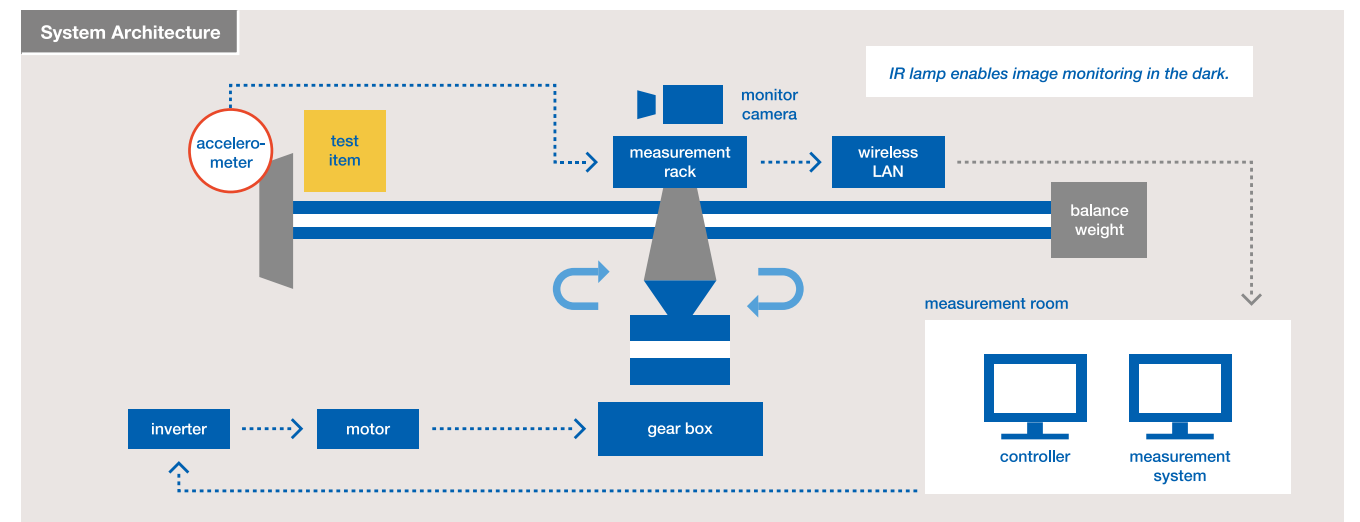 System Architecture
IR lamp enables image monitoring in the dark.
monitor
camera
accelero-
meter
test
item
measurement
rack
wireless
LAN
balance
weight
measurement room
inverter
motor
gear box
controller
measurement
system